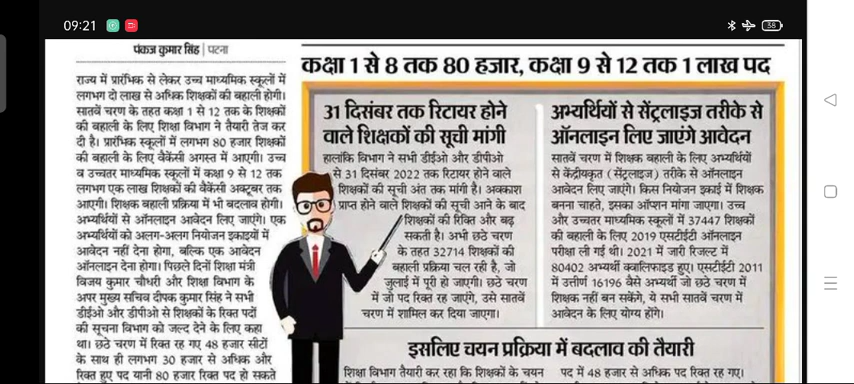 09:21
38
पंकज कुमार सिंह | पटना
राज्य में प्रारंभिक से लेकर उच्च माध्यमिक स्कूलों में
लगभग दो लाख से अधिक शिक्षकों की बहाली होगी।
सातवें चरण के तहत कक्षा 1 से 12 तक के शिक्षकों
की बहाली के लिए शिक्षा विभाग ने तैयारी तेज कर
दी है। प्रारंभिक स्कूलों में लगभग 80 हजार शिक्षकों
की बहाली के लिए वैकेंसी अगस्त में आएगी। उच्च
व उच्चतर माध्यमिक स्कूलों में कक्षा 9 से 12 तक
लगभग एक लाख शिक्षकों की वैकेंसी अक्टूबर तक
आएगी। शिक्षक बहाली प्रक्रिया में भी बदलाव होगी।
अभ्यर्थियों से ऑनलाइन आवेदन लिए जाएंगे। एक
अभ्यर्थी को अलग-अलग नियोजन इकाइयों में
आवेदन नहीं देना होगा, बल्कि एक आवेदन
ऑनलाइन देना होगा। पिछले दिनों शिक्षा मंत्री
विजय कुमार चौधरी और शिक्षा विभाग के
अपर मुख्य सचिव दीपक कुमार सिंह ने सभी
डीईओ और डीपीओ से शिक्षकों के रिक्त पदों
की सूचना विभाग को जल्द देने के लिए कहा
था। छठे चरण में रिक्त रह गए 48 हजार सीटों
के साथ ही लगभग 30 हजार से अधिक और
रिक्त हुए पद यानी 80 हजार रिक्त पद हो सकते
कक्षा 1 से 8 तक 80 हजार, कक्षा 9 से 12 तक 1 लाख पद
31 दिसंबर तक रिटायर होने
वाले शिक्षकों की सूची मांगी
हालांकि विभाग ने सभी डीईओ और डीपीओ
से 31 दिसंबर 2022 तक रिटायर होने वाले
शिक्षकों की सूची अंत तक मांगी है। अवकाश
प्राप्त होने वाले शिक्षकों की सूची आने के बाद
शिक्षकों की रिक्ति और बढ़
सकती है। अभी छठे चरण
के तहत 32714 शिक्षकों की
बहाली प्रक्रिया चल रही है, जो
जुलाई में पूरी हो जाएगी। छठे चरण
में जो पद रिक्त रह जाएंगे, उसे सातवें
चरण में शामिल कर दिया जाएगा।
अभ्यर्थियों से सेंट्रलाइज तरीके से
ऑनलाइन लिए जाएंगे आवेदन
सातवें चरण में शिक्षक बहाली के लिए अभ्यर्थियों
से केंद्रीयकृत (सेंट्रलाइज) तरीके से ऑनलाइन
आवेदन लिए जाएंगे। किस नियोजन इकाई में शिक्षक
बनना चाहते, इसका ऑप्शन मांगा जाएगा। उच्च
और उच्चतर माध्यमिक स्कूलों में 37447 शिक्षकों
की बहाली के लिए 2019 एसटीईटी ऑनलाइन
परीक्षा ली गई थी। 2021 में जारी रिजल्ट में
80402 अभ्यर्थी क्वालिफाइड हुए। एसटीईटी 2011
में उत्तीर्ण 16196 वैसे अभ्यर्थी जो छठे चरण में
शिक्षक नहीं बन सकेंगे, ये सभी सातवें चरण में
आवेदन के लिए योग्य होंगे।
इसलिए चयन प्रक्रिया में बदलाव की तैयारी
शिक्षा विभाग तैयारी कर रहा कि शिक्षकों के चयन
पद में 48 हजार से अधिक पद रिक्त रह गए।